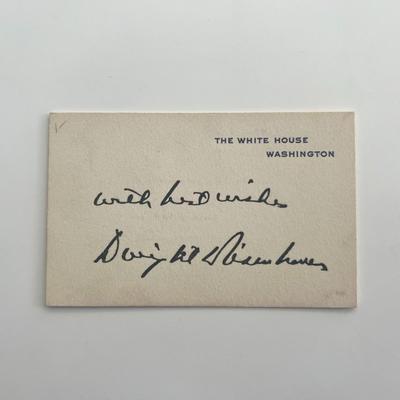 THE WHITE HOUSE
WASHINGTON
with best wishes
Dwight D Eisenhower